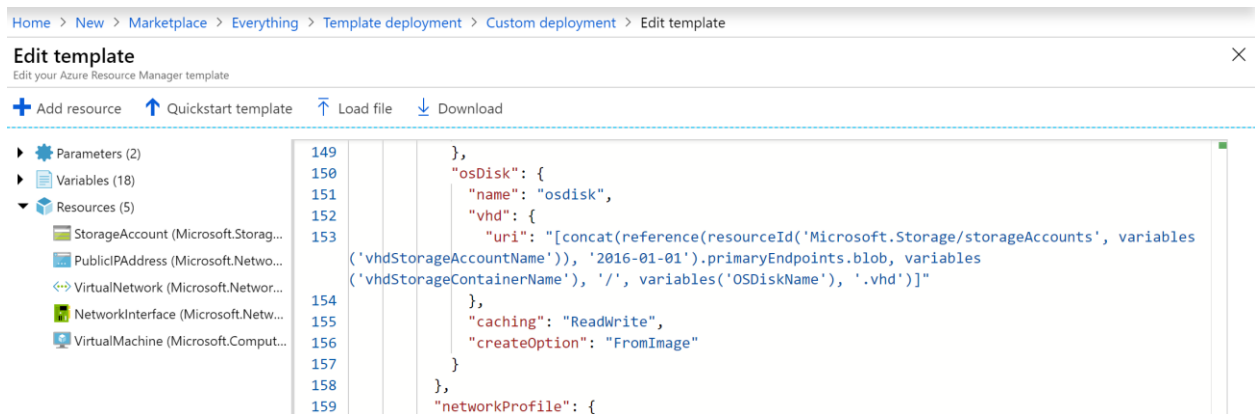 Home > New > Marketplace > Everything > Template deployment > Custom deployment > Edit template
Edit template
Edit your Azure Resource Manager template
Add resource Quickstart template Load file Download
Parameters (2)
Variables (18)
Resources (5)
StorageAccount (Microsoft.Storag...
PublicIPAddress (Microsoft.Netwo...
VirtualNetwork (Microsoft.Networ...
NetworkInterface (Microsoft.Netw...
VirtualMachine (Microsoft.Comput...
149 },
150 "osDisk": {
151 "name": "osdisk",
152 "vhd": {
153 "uri": "[concat(reference(resourceId('Microsoft.Storage/storageAccounts', variables
('vhdStorageAccountName')), '2016-01-01').primaryEndpoints.blob, variables
('vhdStorageContainerName'), '/', variables('OSDiskName'), '.vhd')]"
154 },
155 "caching": "ReadWrite",
156 "createOption": "FromImage"
157 }
158 },
159 "networkProfile": {